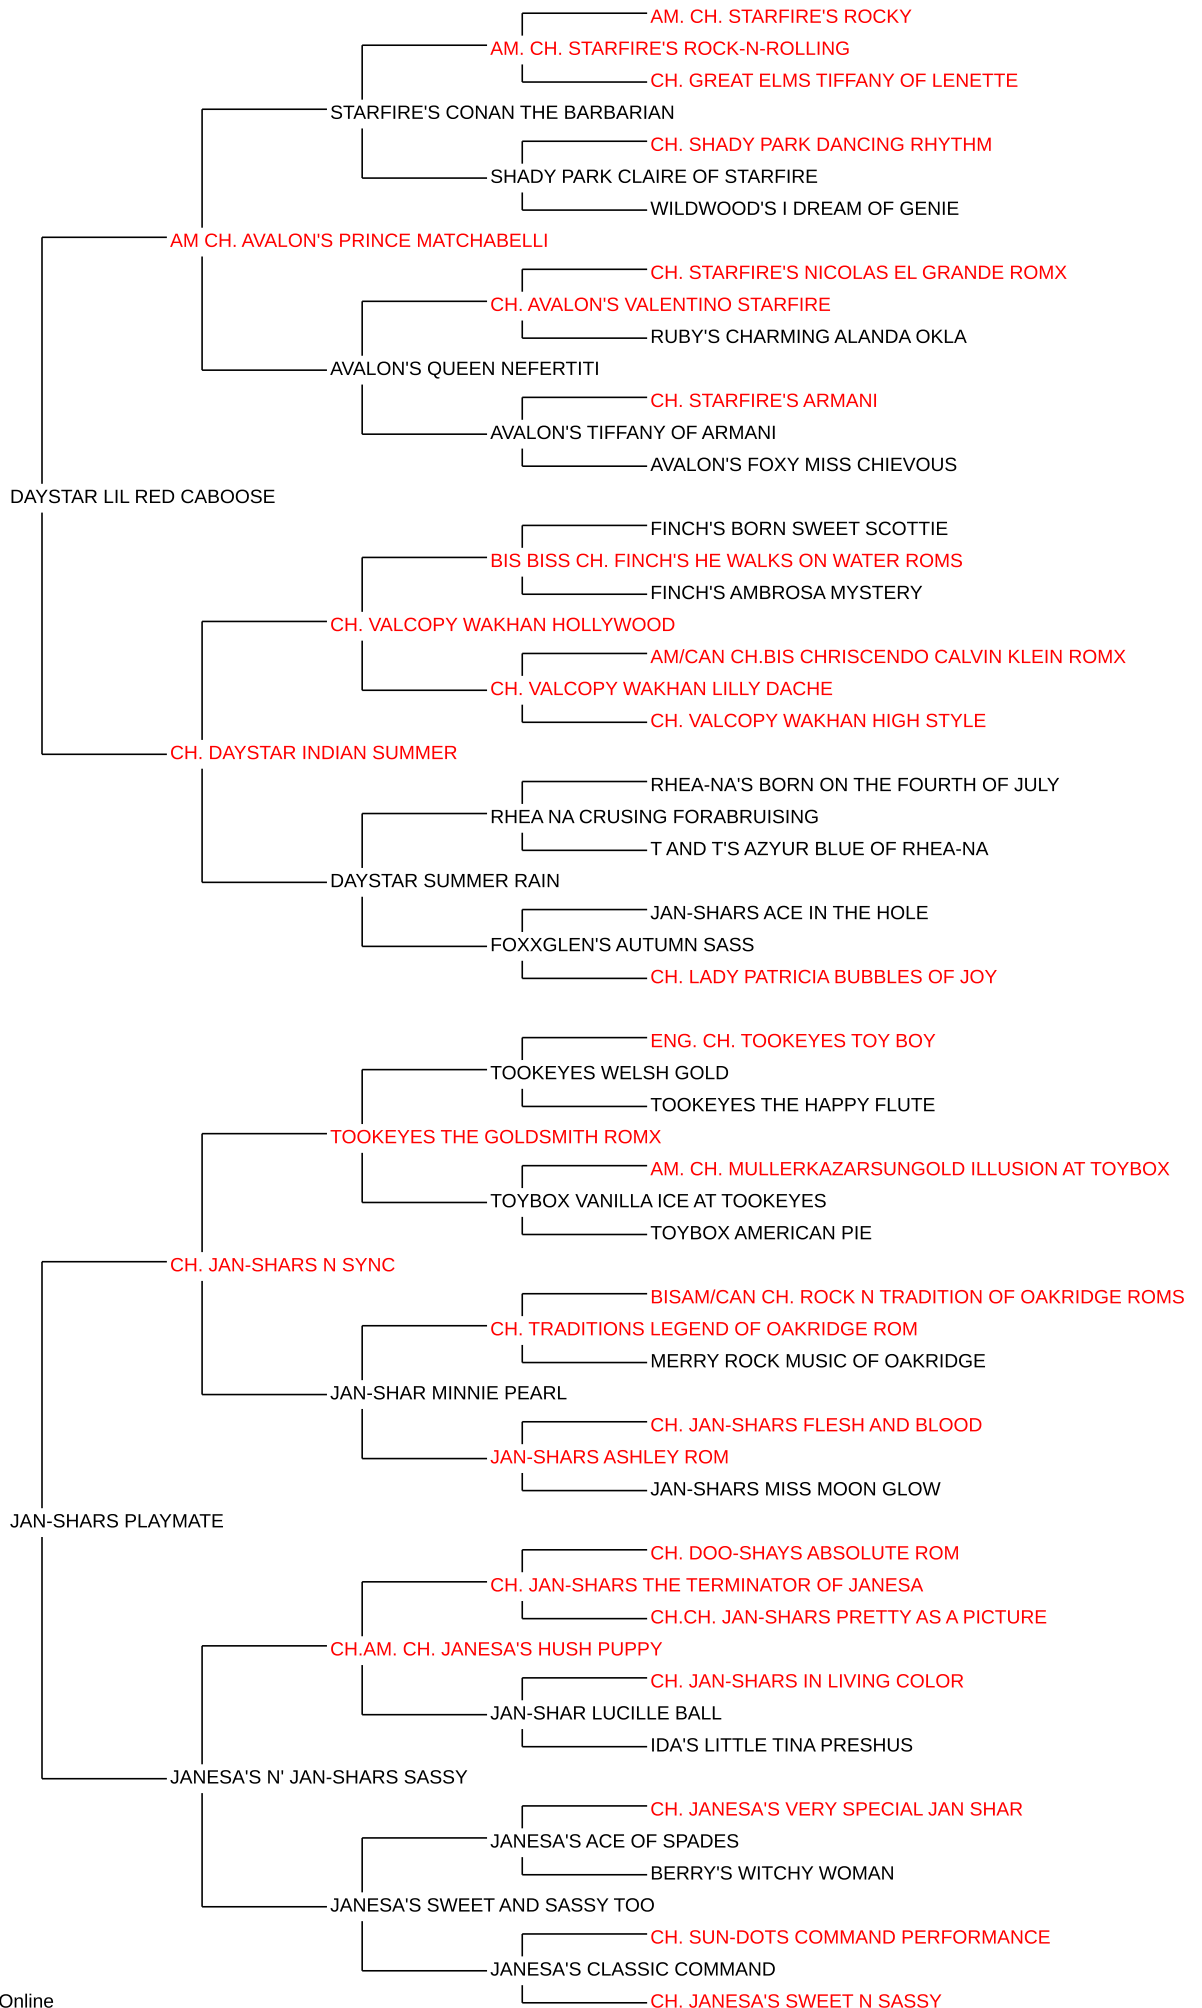 AM. CH. STARFIRE'S ROCKY
AM. CH. STARFIRE'S ROCK-N-ROLLING
CH. GREAT ELMS TIFFANY OF LENETTE
STARFIRE'S CONAN THE BARBARIAN
CH. SHADY PARK DANCING RHYTHM
SHADY PARK CLAIRE OF STARFIRE
WILDWOOD'S I DREAM OF GENIE
AM CH. AVALON'S PRINCE MATCHABELLI
CH. STARFIRE'S NICOLAS EL GRANDE ROMX
CH. AVALON'S VALENTINO STARFIRE
RUBY'S CHARMING ALANDA OKLA
AVALON'S QUEEN NEFERTITI
CH. STARFIRE'S ARMANI
AVALON'S TIFFANY OF ARMANI
AVALON'S FOXY MISS CHIEVOUS
DAYSTAR LIL RED CABOOSE
FINCH'S BORN SWEET SCOTTIE
BIS BISS CH. FINCH'S HE WALKS ON WATER ROMS
FINCH'S AMBROSA MYSTERY
CH. VALCOPY WAKHAN HOLLYWOOD
AM/CAN CH.BIS CHRISCENDO CALVIN KLEIN ROMX
CH. VALCOPY WAKHAN LILLY DACHE
CH. VALCOPY WAKHAN HIGH STYLE
CH. DAYSTAR INDIAN SUMMER
RHEA-NA'S BORN ON THE FOURTH OF JULY
RHEA NA CRUSING FORABRUISING
T AND T'S AZYUR BLUE OF RHEA-NA
DAYSTAR SUMMER RAIN
JAN-SHARS ACE IN THE HOLE
FOXXGLEN'S AUTUMN SASS
CH. LADY PATRICIA BUBBLES OF JOY
ENG. CH. TOOKEYES TOY BOY
TOOKEYES WELSH GOLD
TOOKEYES THE HAPPY FLUTE
TOOKEYES THE GOLDSMITH ROMX
AM. CH. MULLERKAZARSUNGOLD ILLUSION AT TOYBOX
TOYBOX VANILLA ICE AT TOOKEYES
TOYBOX AMERICAN PIE
CH. JAN-SHARS N SYNC
BISAM/CAN CH. ROCK N TRADITION OF OAKRIDGE ROMS
CH. TRADITIONS LEGEND OF OAKRIDGE ROM
MERRY ROCK MUSIC OF OAKRIDGE
JAN-SHAR MINNIE PEARL
CH. JAN-SHARS FLESH AND BLOOD
JAN-SHARS ASHLEY ROM
JAN-SHARS MISS MOON GLOW
JAN-SHARS PLAYMATE
CH. DOO-SHAYS ABSOLUTE ROM
CH. JAN-SHARS THE TERMINATOR OF JANESA
CH.CH. JAN-SHARS PRETTY AS A PICTURE
CH.AM. CH. JANESA'S HUSH PUPPY
CH. JAN-SHARS IN LIVING COLOR
JAN-SHAR LUCILLE BALL
IDA'S LITTLE TINA PRESHUS
JANESA'S N' JAN-SHARS SASSY
CH. JANESA'S VERY SPECIAL JAN SHAR
JANESA'S ACE OF SPADES
BERRY'S WITCHY WOMAN
JANESA'S SWEET AND SASSY TOO
CH. SUN-DOTS COMMAND PERFORMANCE
JANESA'S CLASSIC COMMAND
CH. JANESA'S SWEET N SASSY
Online